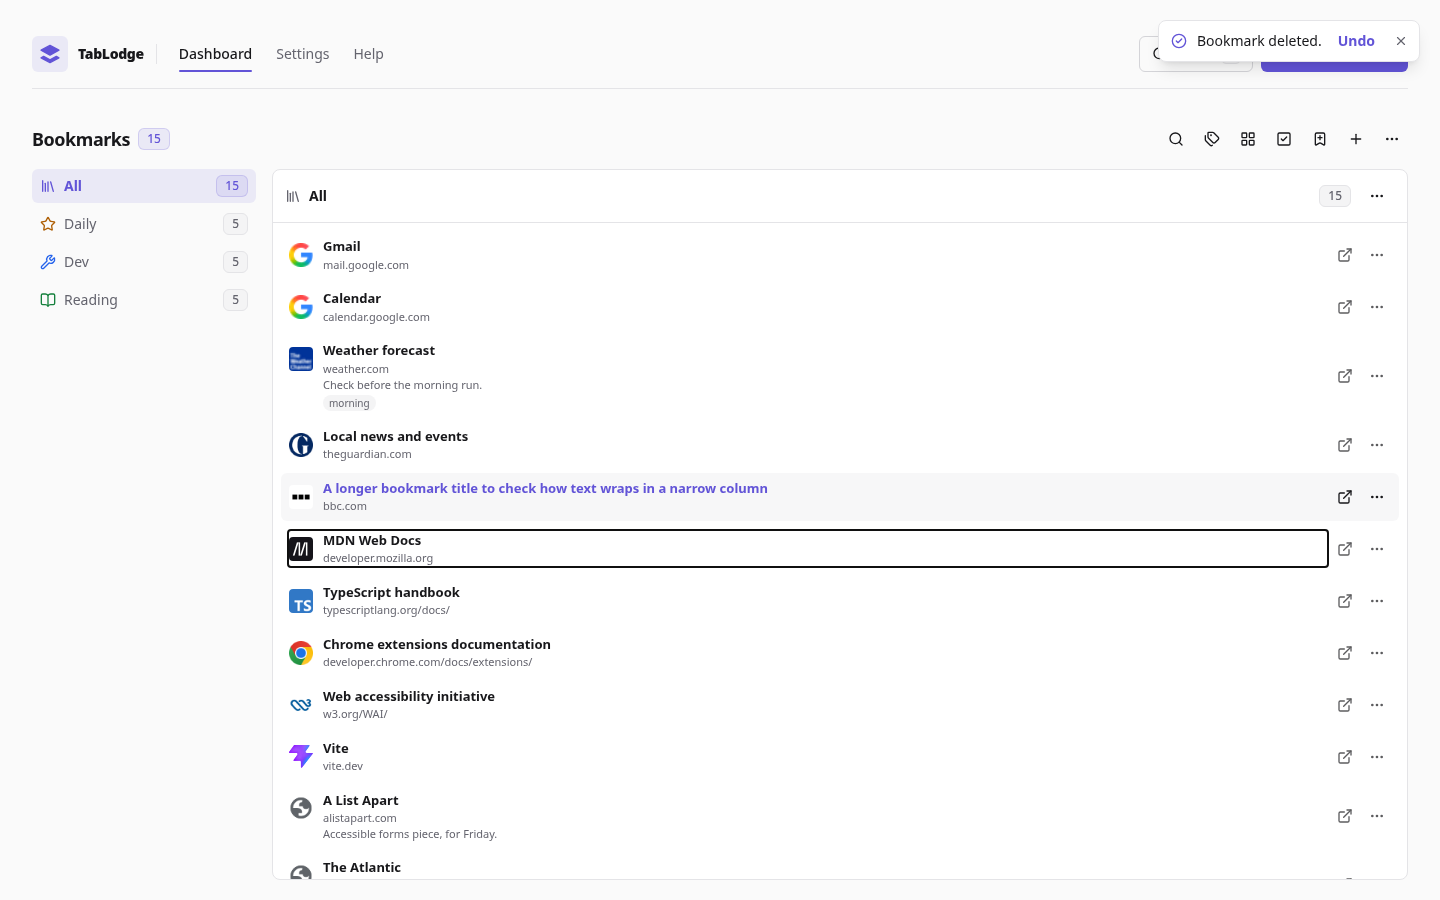 TabLodge
Dashboard
Settings
Help
Bookmark deleted.
Undo
Bookmarks
15
All
15
Daily
5
Dev
5
Reading
5
All
15
Gmail
mail.google.com
Calendar
calendar.google.com
Weather forecast
weather.com
Check before the morning run.
morning
Local news and events
theguardian.com
A longer bookmark title to check how text wraps in a narrow column
bbc.com
MDN Web Docs
developer.mozilla.org
TypeScript handbook
typescriptlang.org/docs/
Chrome extensions documentation
developer.chrome.com/docs/extensions/
Web accessibility initiative
w3.org/WAI/
Vite
vite.dev
A List Apart
alistapart.com
Accessible forms piece, for Friday.
The Atlantic